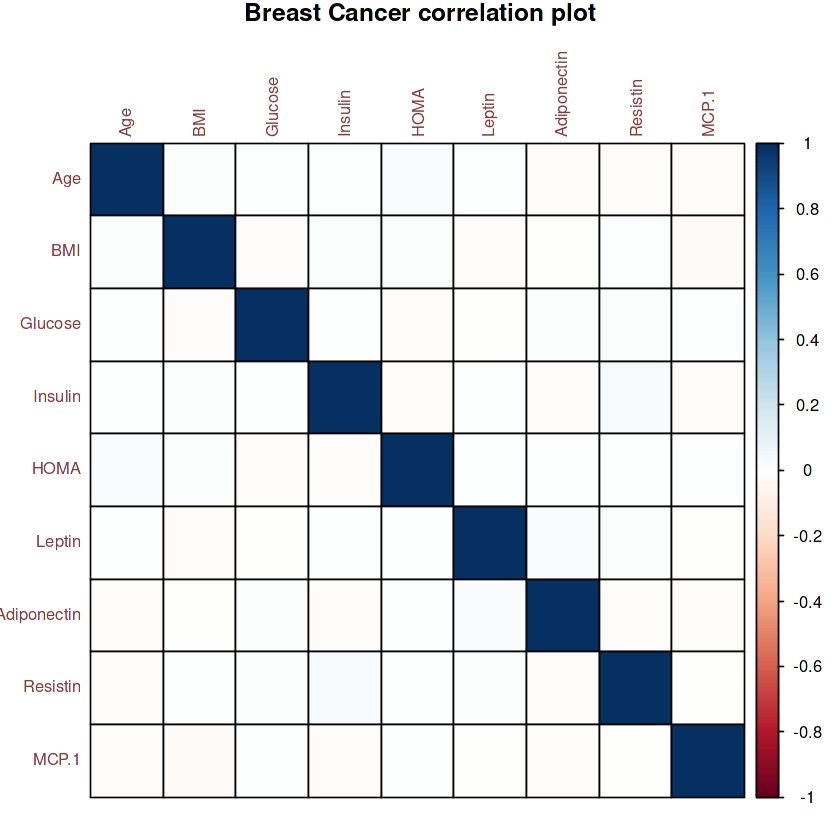 Breast Cancer correlation plot
Age
BMI
Glucose
Insulin
HOMA
Leptin
Adiponectin
Resistin
MCP.1
Age
BMI
Glucose
Insulin
HOMA
Leptin
Adiponectin
Resistin
MCP.1
1
0.8
0.6
0.4
0.2
0
-0.2
-0.4
-0.6
-0.8
-1